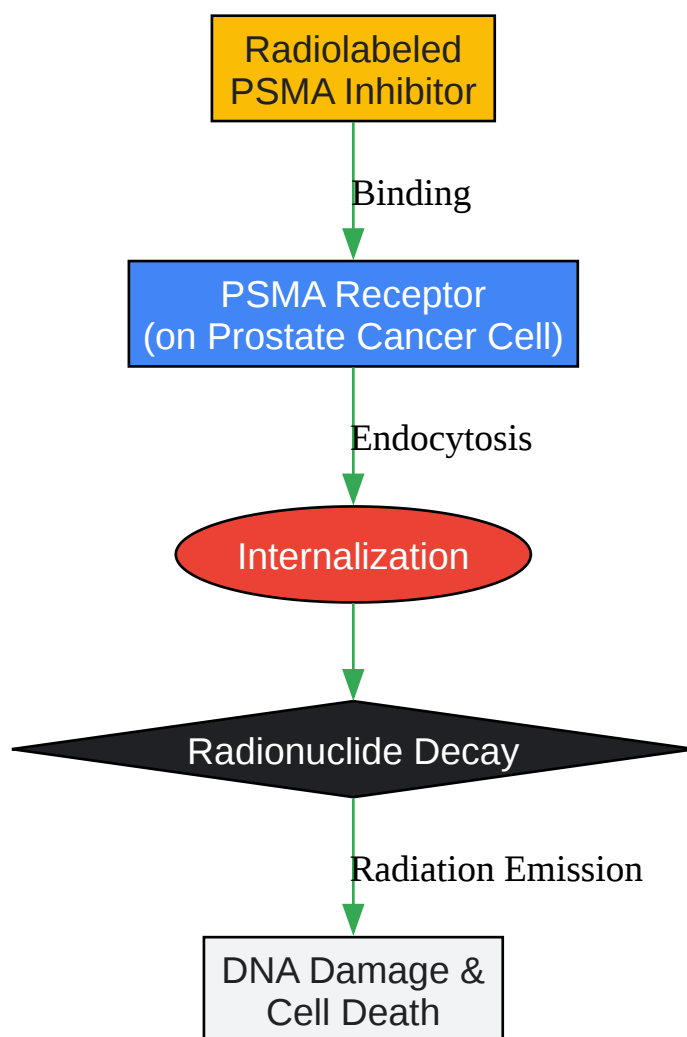 Radiolabeled
PSMA Inhibitor
Binding
PSMA Receptor
(on Prostate Cancer Cell)
Endocytosis
Internalization
Radionuclide Decay
Radiation Emission
DNA Damage &
Cell Death